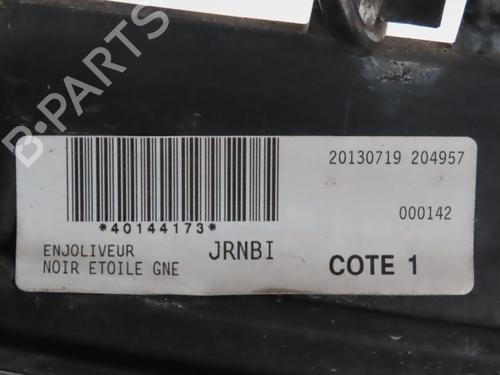 B-PARTS
20130719 204957
*40144173*
000142
ENJOLIVEUR JRNBI
NOIR ETOILE GNE COTE 1